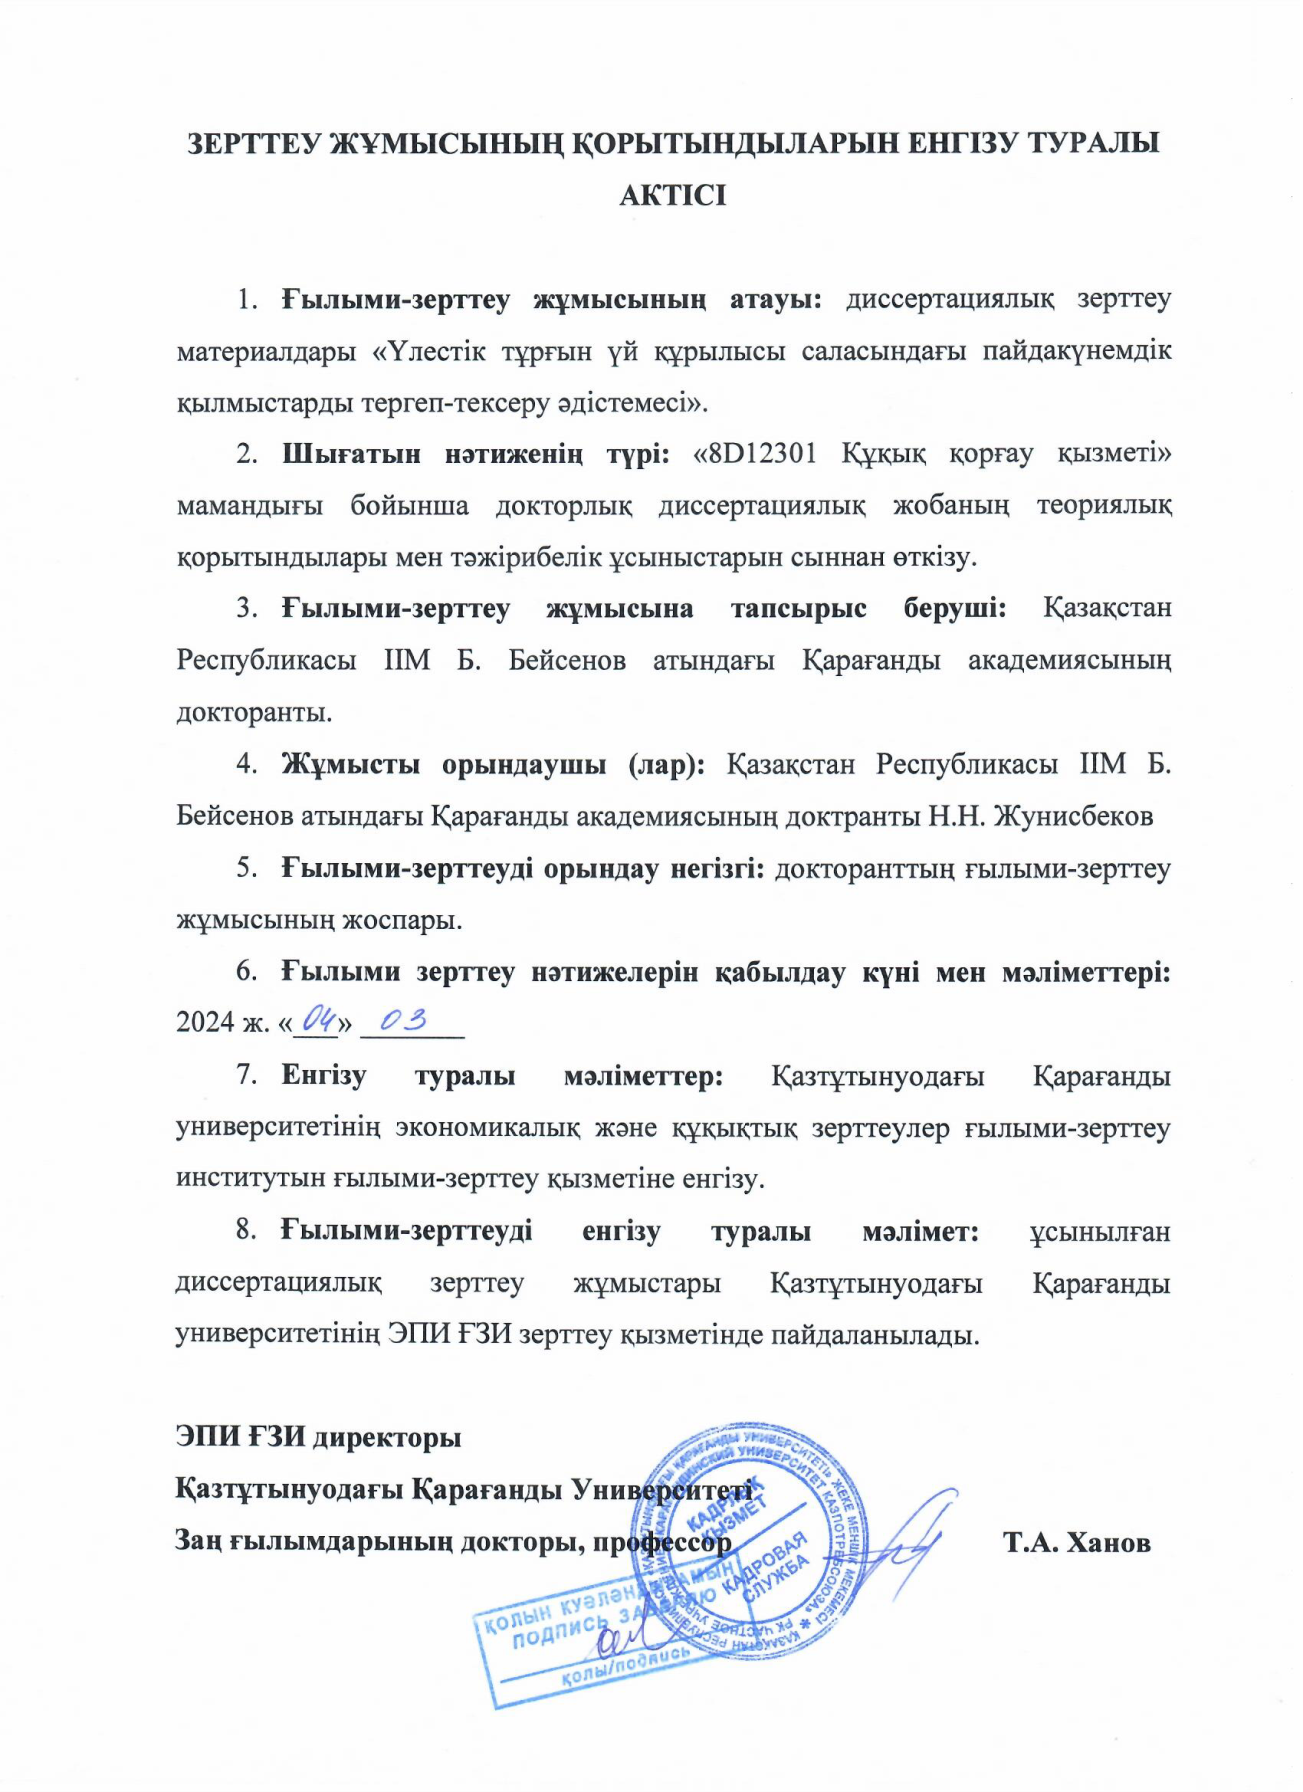 ЗЕРТТЕУ ЖҰМЫСЫНЫҢ ҚОРЫТЫНДЫЛАРЫН ЕНГІЗУ ТУРАЛЫ
АКТІСІ
1. Ғылыми-зерттеу жұмысының атауы: диссертациялық зерттеу
материалдары «Үлестік тұрғын үй құрылысы саласындағы пайдакүнемдік
қылмыстарды тергеп-тексеру әдістемесі».
2. Шығатын нәтиженің түрі: «8D12301 Құқық қорғау қызметі»
мамандығы бойынша докторлық диссертациялық жобаның теориялық
қорытындылары мен тәжірибелік ұсыныстарын сыннан өткізу.
3. Ғылыми-зерттеу жұмысына тапсырыс беруші: Қазақстан
Республикасы ІІМ Б. Бейсенов атындағы Қарағанды академиясының
докторанты.
4. Жұмысты орындаушы (лар): Қазақстан Республикасы ІІМ Б.
Бейсенов атындағы Қарағанды академиясының доктранты Н.Н. Жунисбеков
5. Ғылыми-зерттеуді орындау негізгі: докторанттың ғылыми-зерттеу
жұмысының жоспары.
6. Ғылыми зерттеу нәтижелерін қабылдау күні мен мәліметтері:
2024 ж. «04» 03
7. Енгізу туралы мәліметтер: Қазтұтынуодағы Қарағанды
университетінің экономикалық және құқықтық зерттеулер ғылыми-зерттеу
институтын ғылыми-зерттеу қызметіне енгізу.
8. Ғылыми-зерттеуді енгізу туралы мәлімет: ұсынылған
диссертациялық зерттеу жұмыстары Қазтұтынуодағы Қарағанды
университетінің ЭПИ ҒЗИ зерттеу қызметінде пайдаланылады.
ЭПИ ҒЗИ директоры
Қазтұтынуодағы Қарағанды Университеті
Заң ғылымдарының докторы, профессор Т.А. Ханов
КАДРЛЫҚ
ҚЫЗМЕТ
КАДРОВАЯ
СЛУЖБА
ҚОЛЫН КУӘЛАНДЫРАМЫН
ПОДПИСЬ ЗАВЕРЯЮ
қолы/подпись